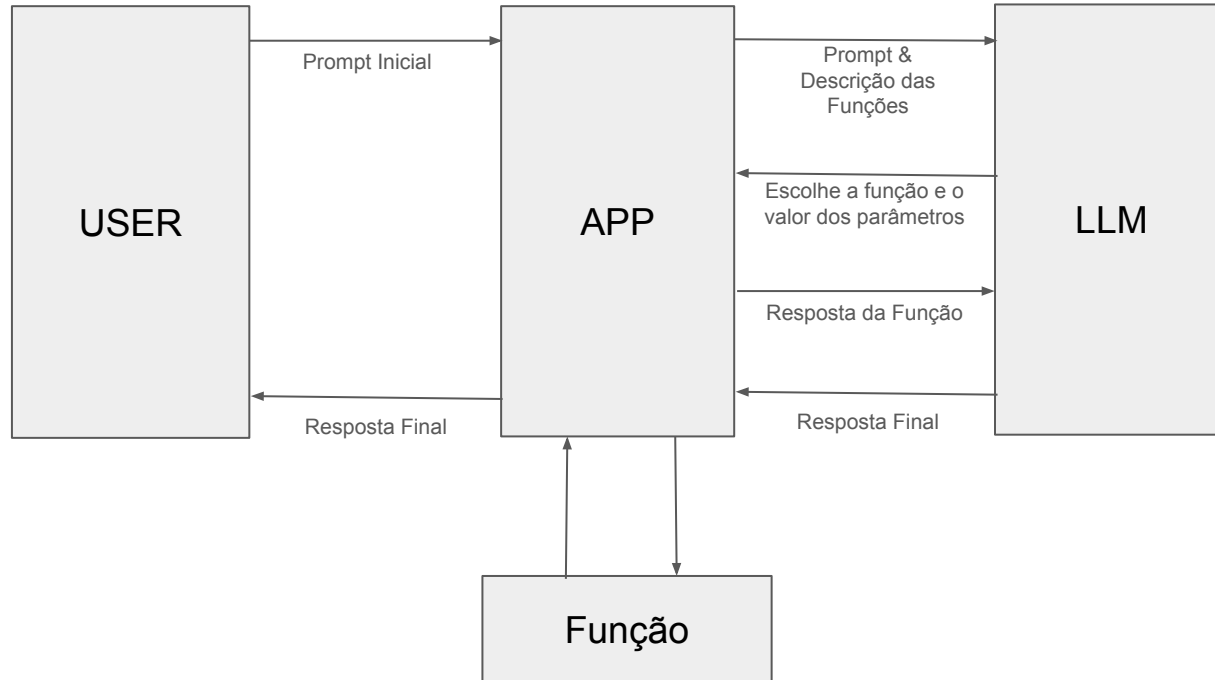 Prompt Inicial
Prompt &
Descrição das
Funções
USER
APP
LLM
Escolhe a função e o
valor dos parâmetros
Resposta da Função
Resposta Final
Resposta Final
Função